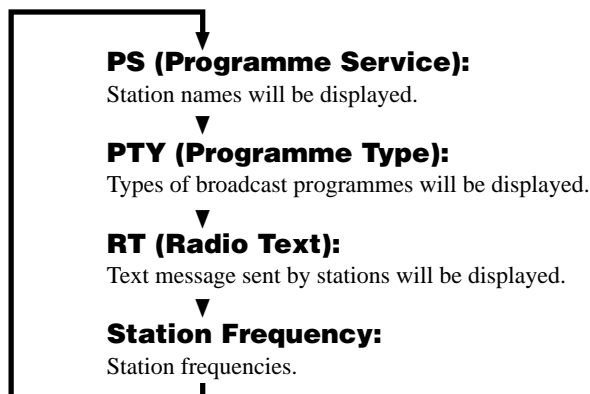 PS (Programme Service):
Station names will be displayed.
PTY (Programme Type):
Types of broadcast programmes will be displayed.
RT (Radio Text):
Text message sent by stations will be displayed.
Station Frequency:
Station frequencies.